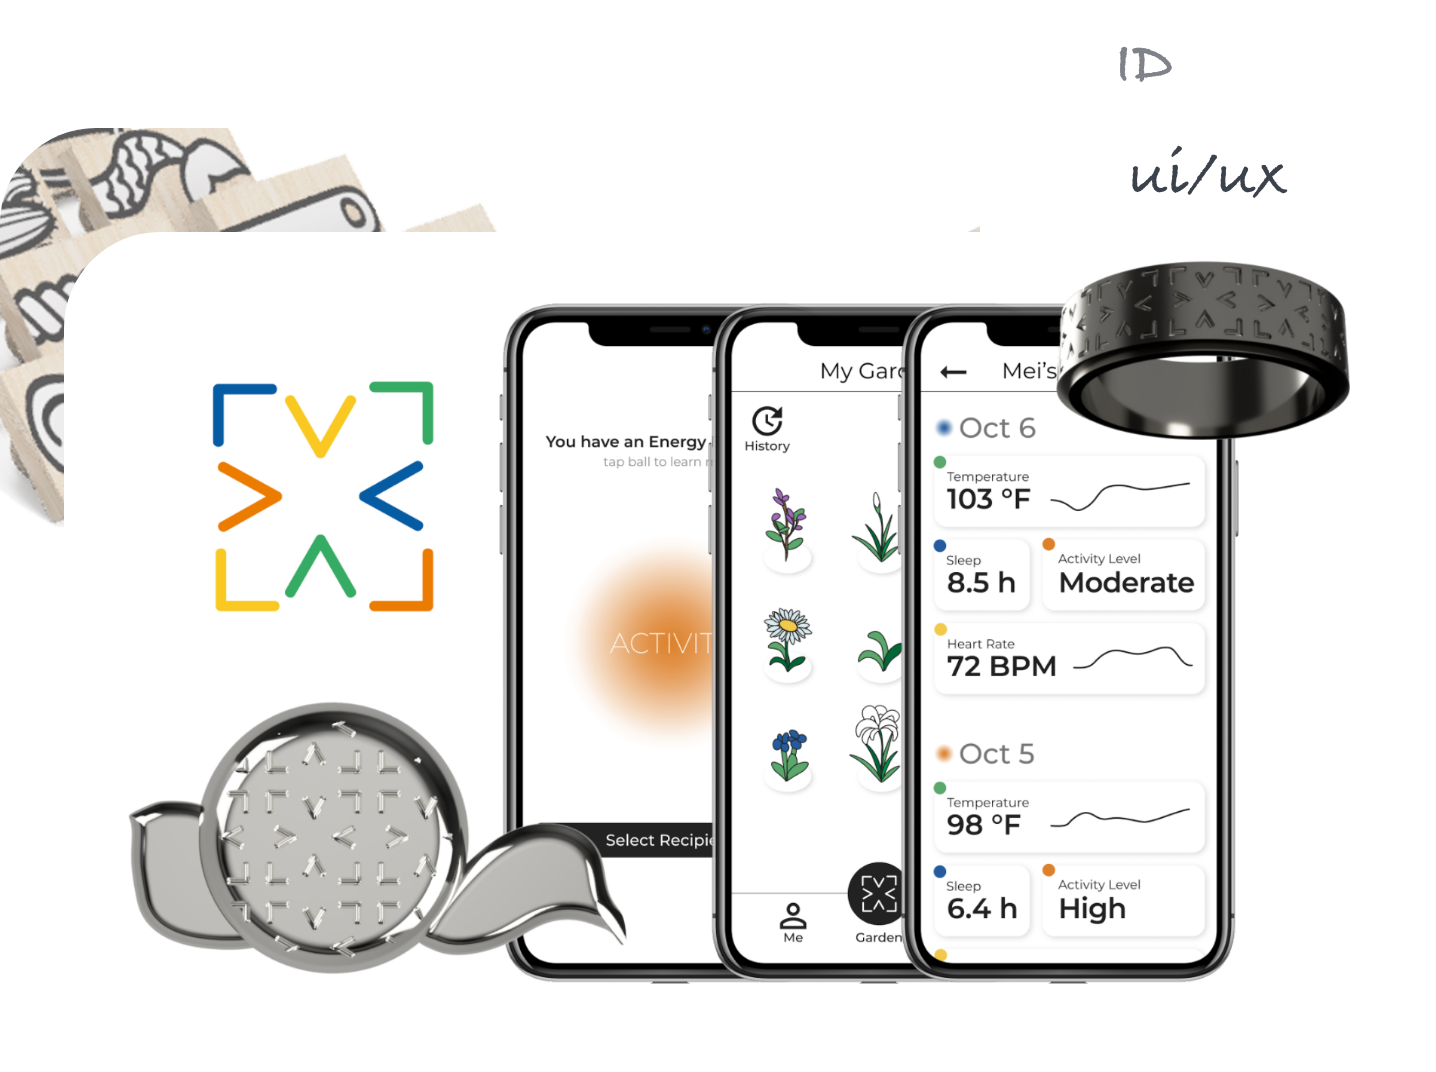 ID
ui/ux
You have an Energy
tap ball to learn
ACTIVIT
Select Recipie
My Gard
History
Me
Garden
Mei's
Oct 6
Temperature
103 °F
Sleep
8.5 h
Activity Level
Moderate
Heart Rate
72 BPM
Oct 5
Temperature
98 °F
Sleep
6.4 h
Activity Level
High